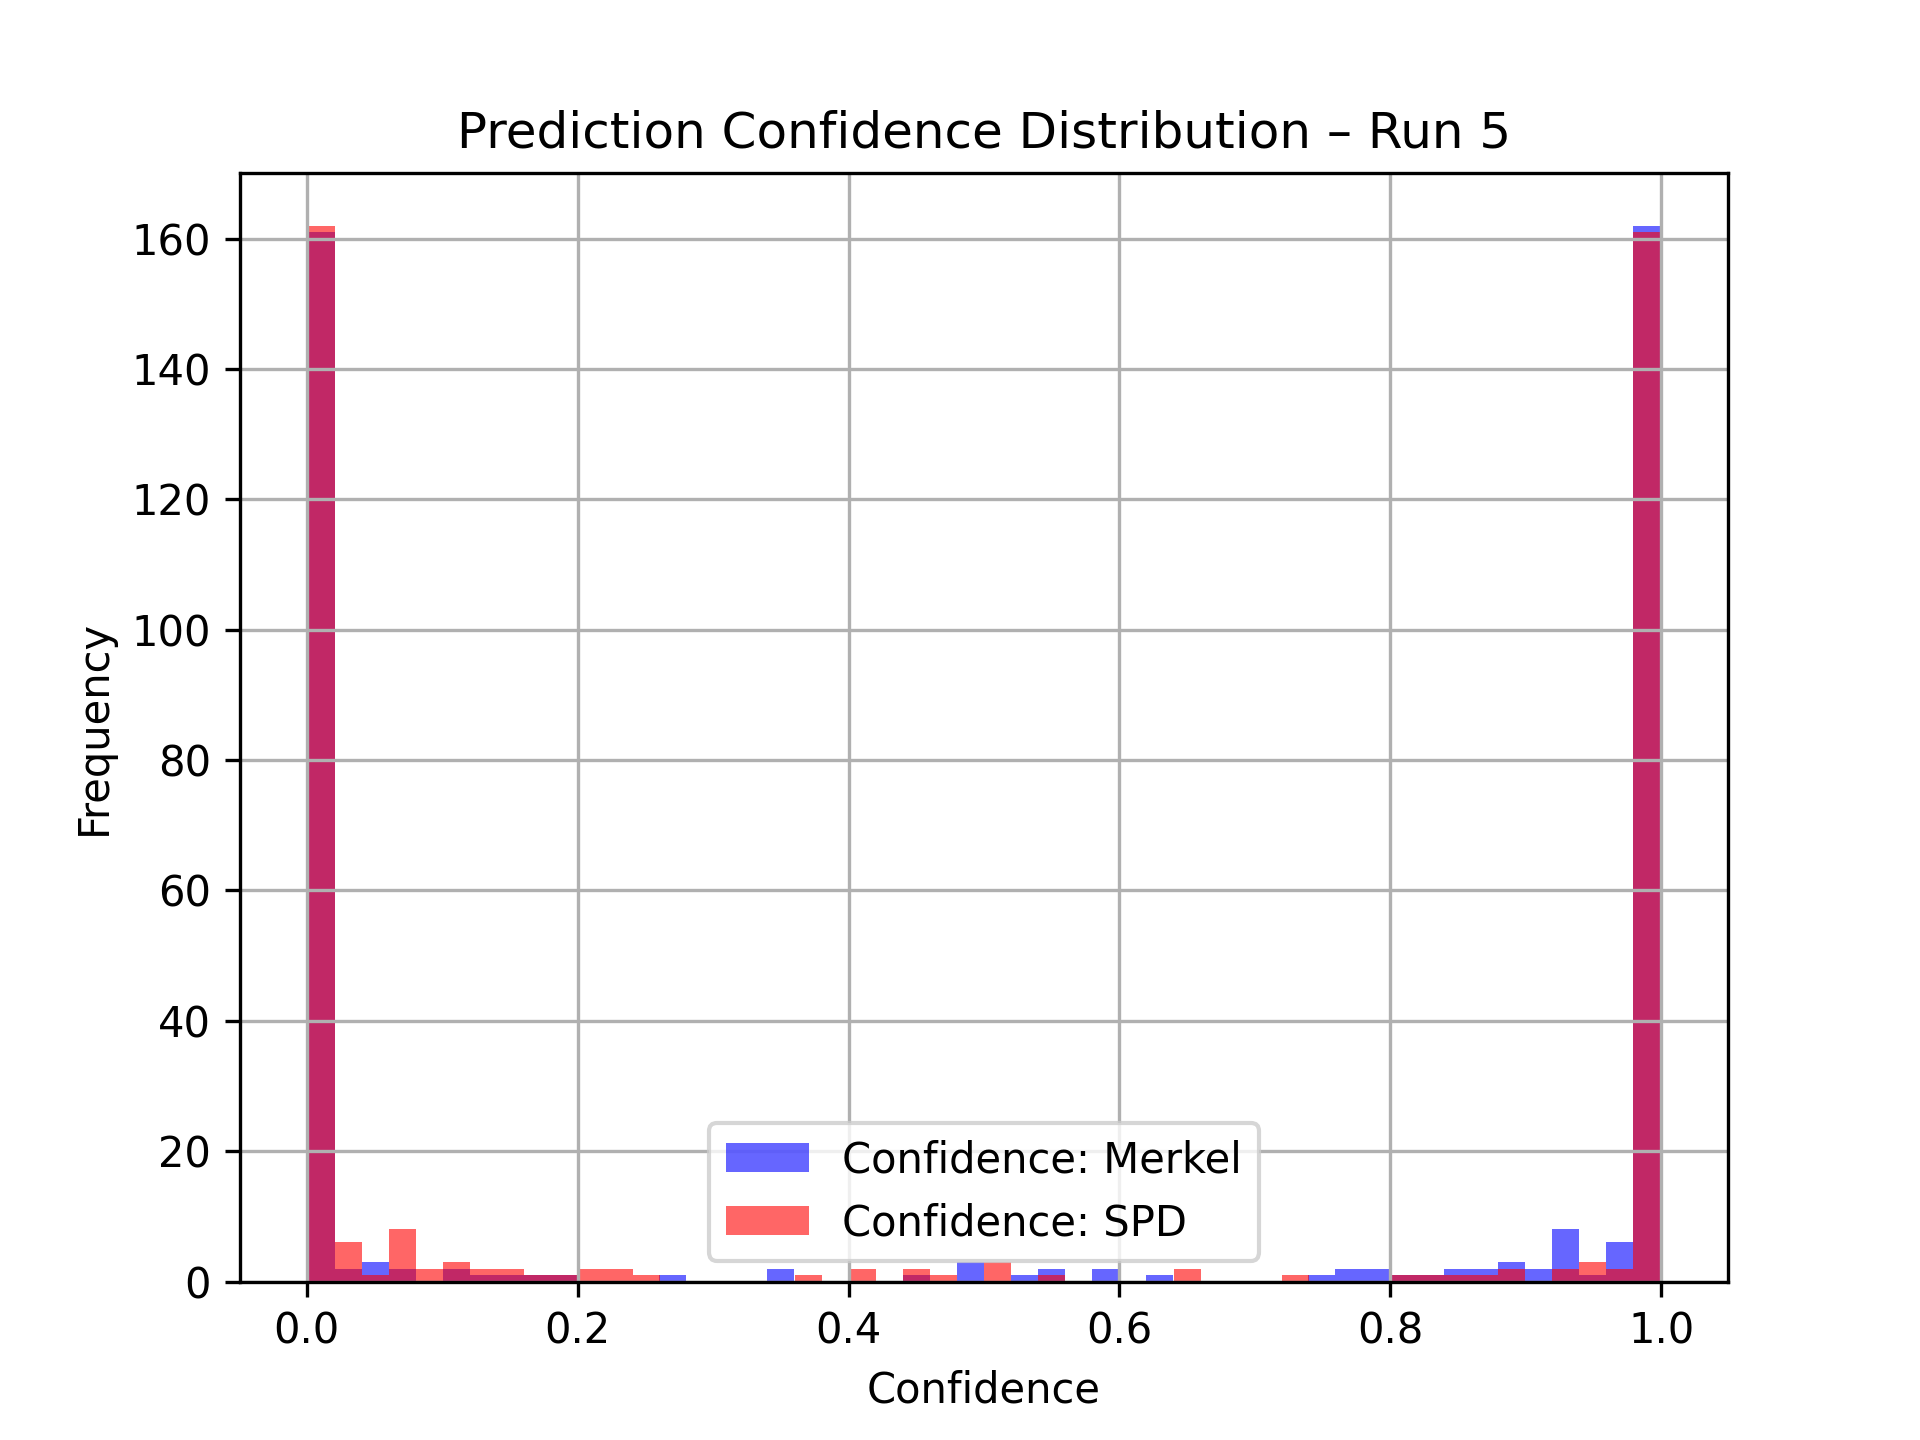 Prediction Confidence Distribution – Run 5
Frequency
160
140
120
100
80
60
40
20
0
Confidence: Merkel
Confidence: SPD
0.0 0.2 0.4 0.6 0.8 1.0
Confidence